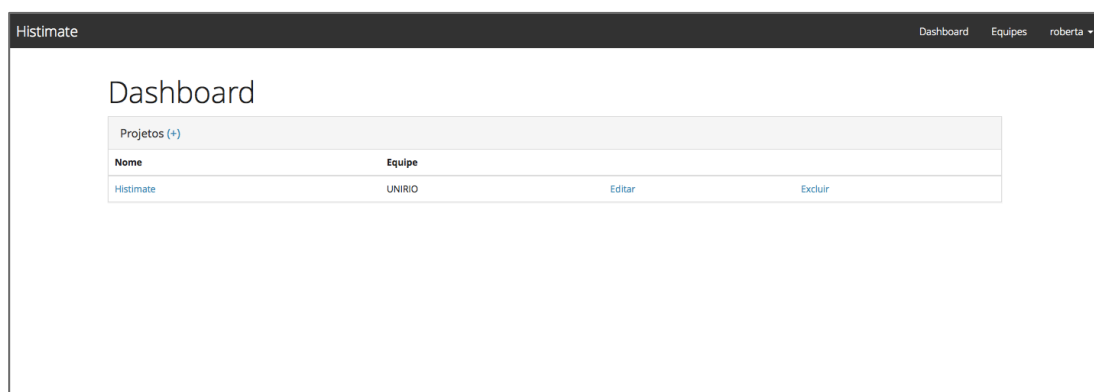 Histimate Dashboard Equipes roberta
Dashboard
Projetos (+)
Nome Equipe
Histimate UNIRIO Editar Excluir